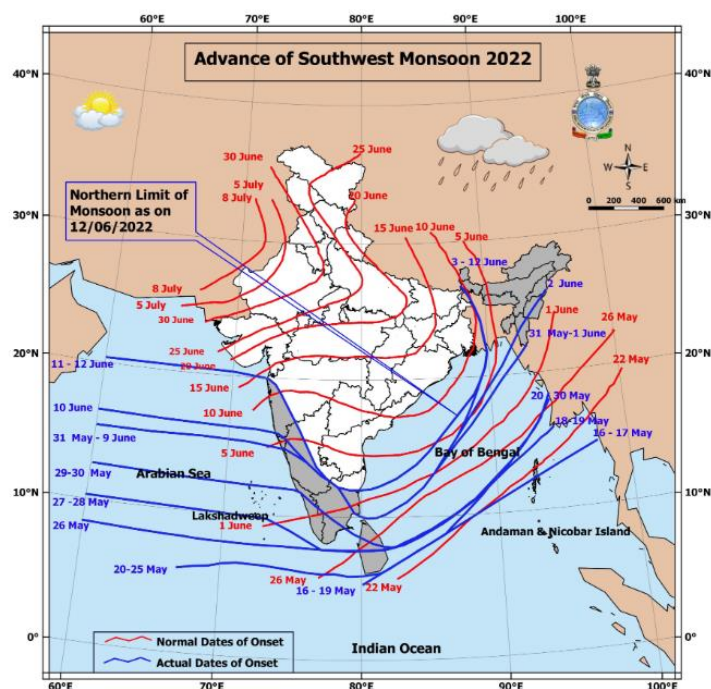 60°E
70°E
80°E
90°E
100°E
Advance of Southwest Monsoon 2022
40°N
40°N
N
W
E
S
0
200
400
600 km
25 June
30 June
5 July
8 July
20 June
Northern Limit of
Monsoon as on
12/06/2022
30°N
30°N
15 June
10 June
5 June
3 - 12 June
2 June
8 July
5 July
30 June
1 June
26 May
31 May-1 June
25 June
20 June
11 - 12 June
20°N
22 May
15 June
20 - 30 May
10 June
10 June
18-19 May
31 May - 9 June
16 - 17 May
5 June
Bay of Bengal
29-30 May
Arabian Sea
10°N
10°N
27 - 28 May
Lakshadweep
26 May
1 June
Andaman & Nicobar Island
20-25 May
26 May
16 - 19 May
22 May
0°
0°
Normal Dates of Onset
Actual Dates of Onset
Indian Ocean
60°E
70°E
80°E
90°E
100°E